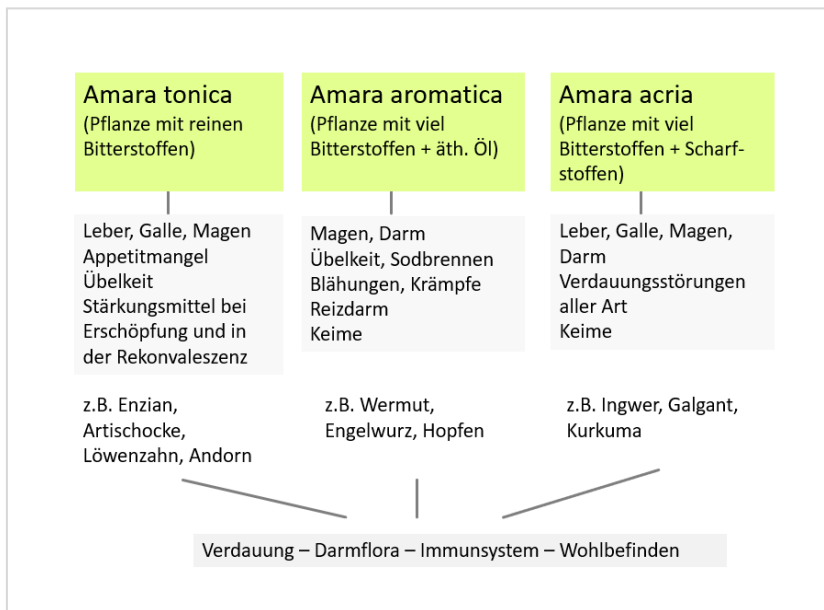 Amara tonica
(Pflanze mit reinen
Bitterstoffen)
Leber, Galle, Magen
Appetitmangel
Übelkeit
Stärkungsmittel bei
Erschöpfung und in
der Rekonvaleszenz
z.B. Enzian,
Artischocke,
Löwenzahn, Andorn
Amara aromatica
(Pflanze mit viel
Bitterstoffen + äth. Öl)
Magen, Darm
Übelkeit, Sodbrennen
Blähungen, Krämpfe
Reizdarm
Keime
z.B. Wermut,
Engelwurz, Hopfen
Amara acria
(Pflanze mit viel
Bitterstoffen + Scharf-
stoffen)
Leber, Galle, Magen,
Darm
Verdauungsstörungen
aller Art
Keime
z.B. Ingwer, Galgant,
Kurkuma
Verdauung – Darmflora – Immunsystem – Wohlbefinden